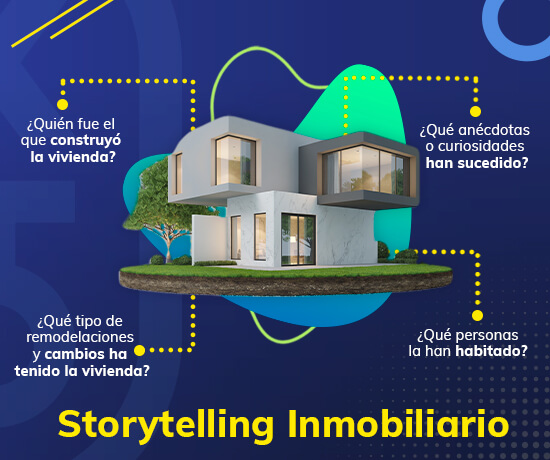 ¿Quién fue el
que construyó
la vivienda?
¿Qué anécdotas
o curiosidades
han sucedido?
¿Qué tipo de
remodelaciones
y cambios ha
tenido la vivienda?
¿Qué personas
la han habitado?
Storytelling Inmobiliario